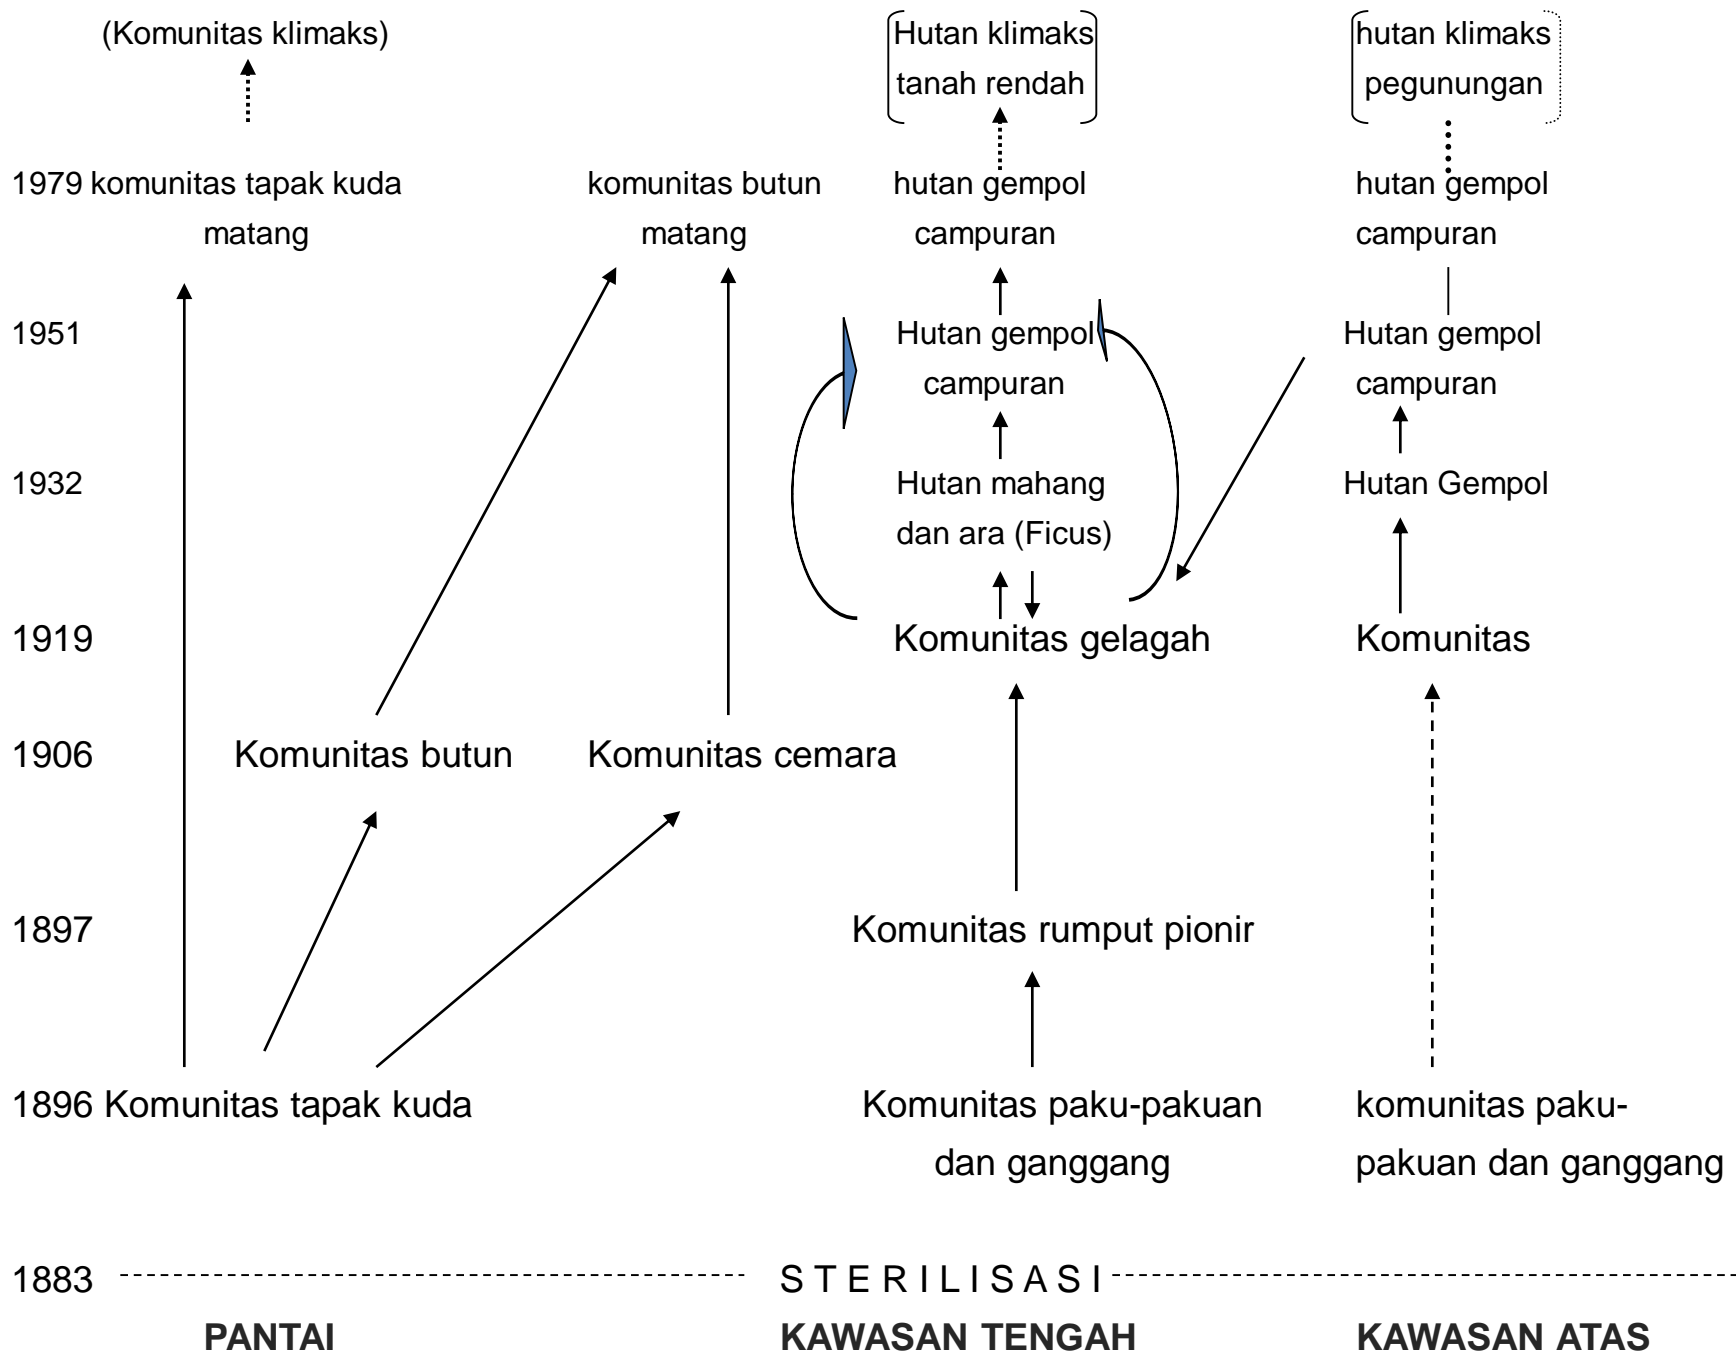 (Komunitas klimaks) Hutan klimaks hutan klimaks
tanah rendah pegunungan
1979 komunitas tapak kuda komunitas butun hutan gempol hutan gempol
matang matang campuran campuran
1951 Hutan gempol Hutan gempol
campuran campuran
1932 Hutan mahang Hutan Gempol
dan ara (Ficus)
1919 Komunitas gelagah Komunitas
1906 Komunitas butun Komunitas cemara
1897 Komunitas rumput pionir
1896 Komunitas tapak kuda Komunitas paku-pakuan komunitas paku-
dan ganggang pakuan dan ganggang
1883 S T E R I L I S A S I
PANTAI KAWASAN TENGAH KAWASAN ATAS